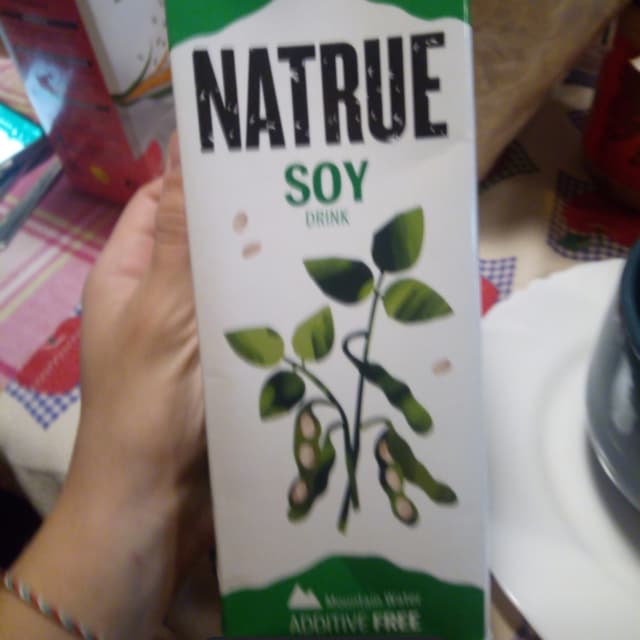 NATRUE
SOY
DRINK
Mountain Water
ADDITIVE FREE